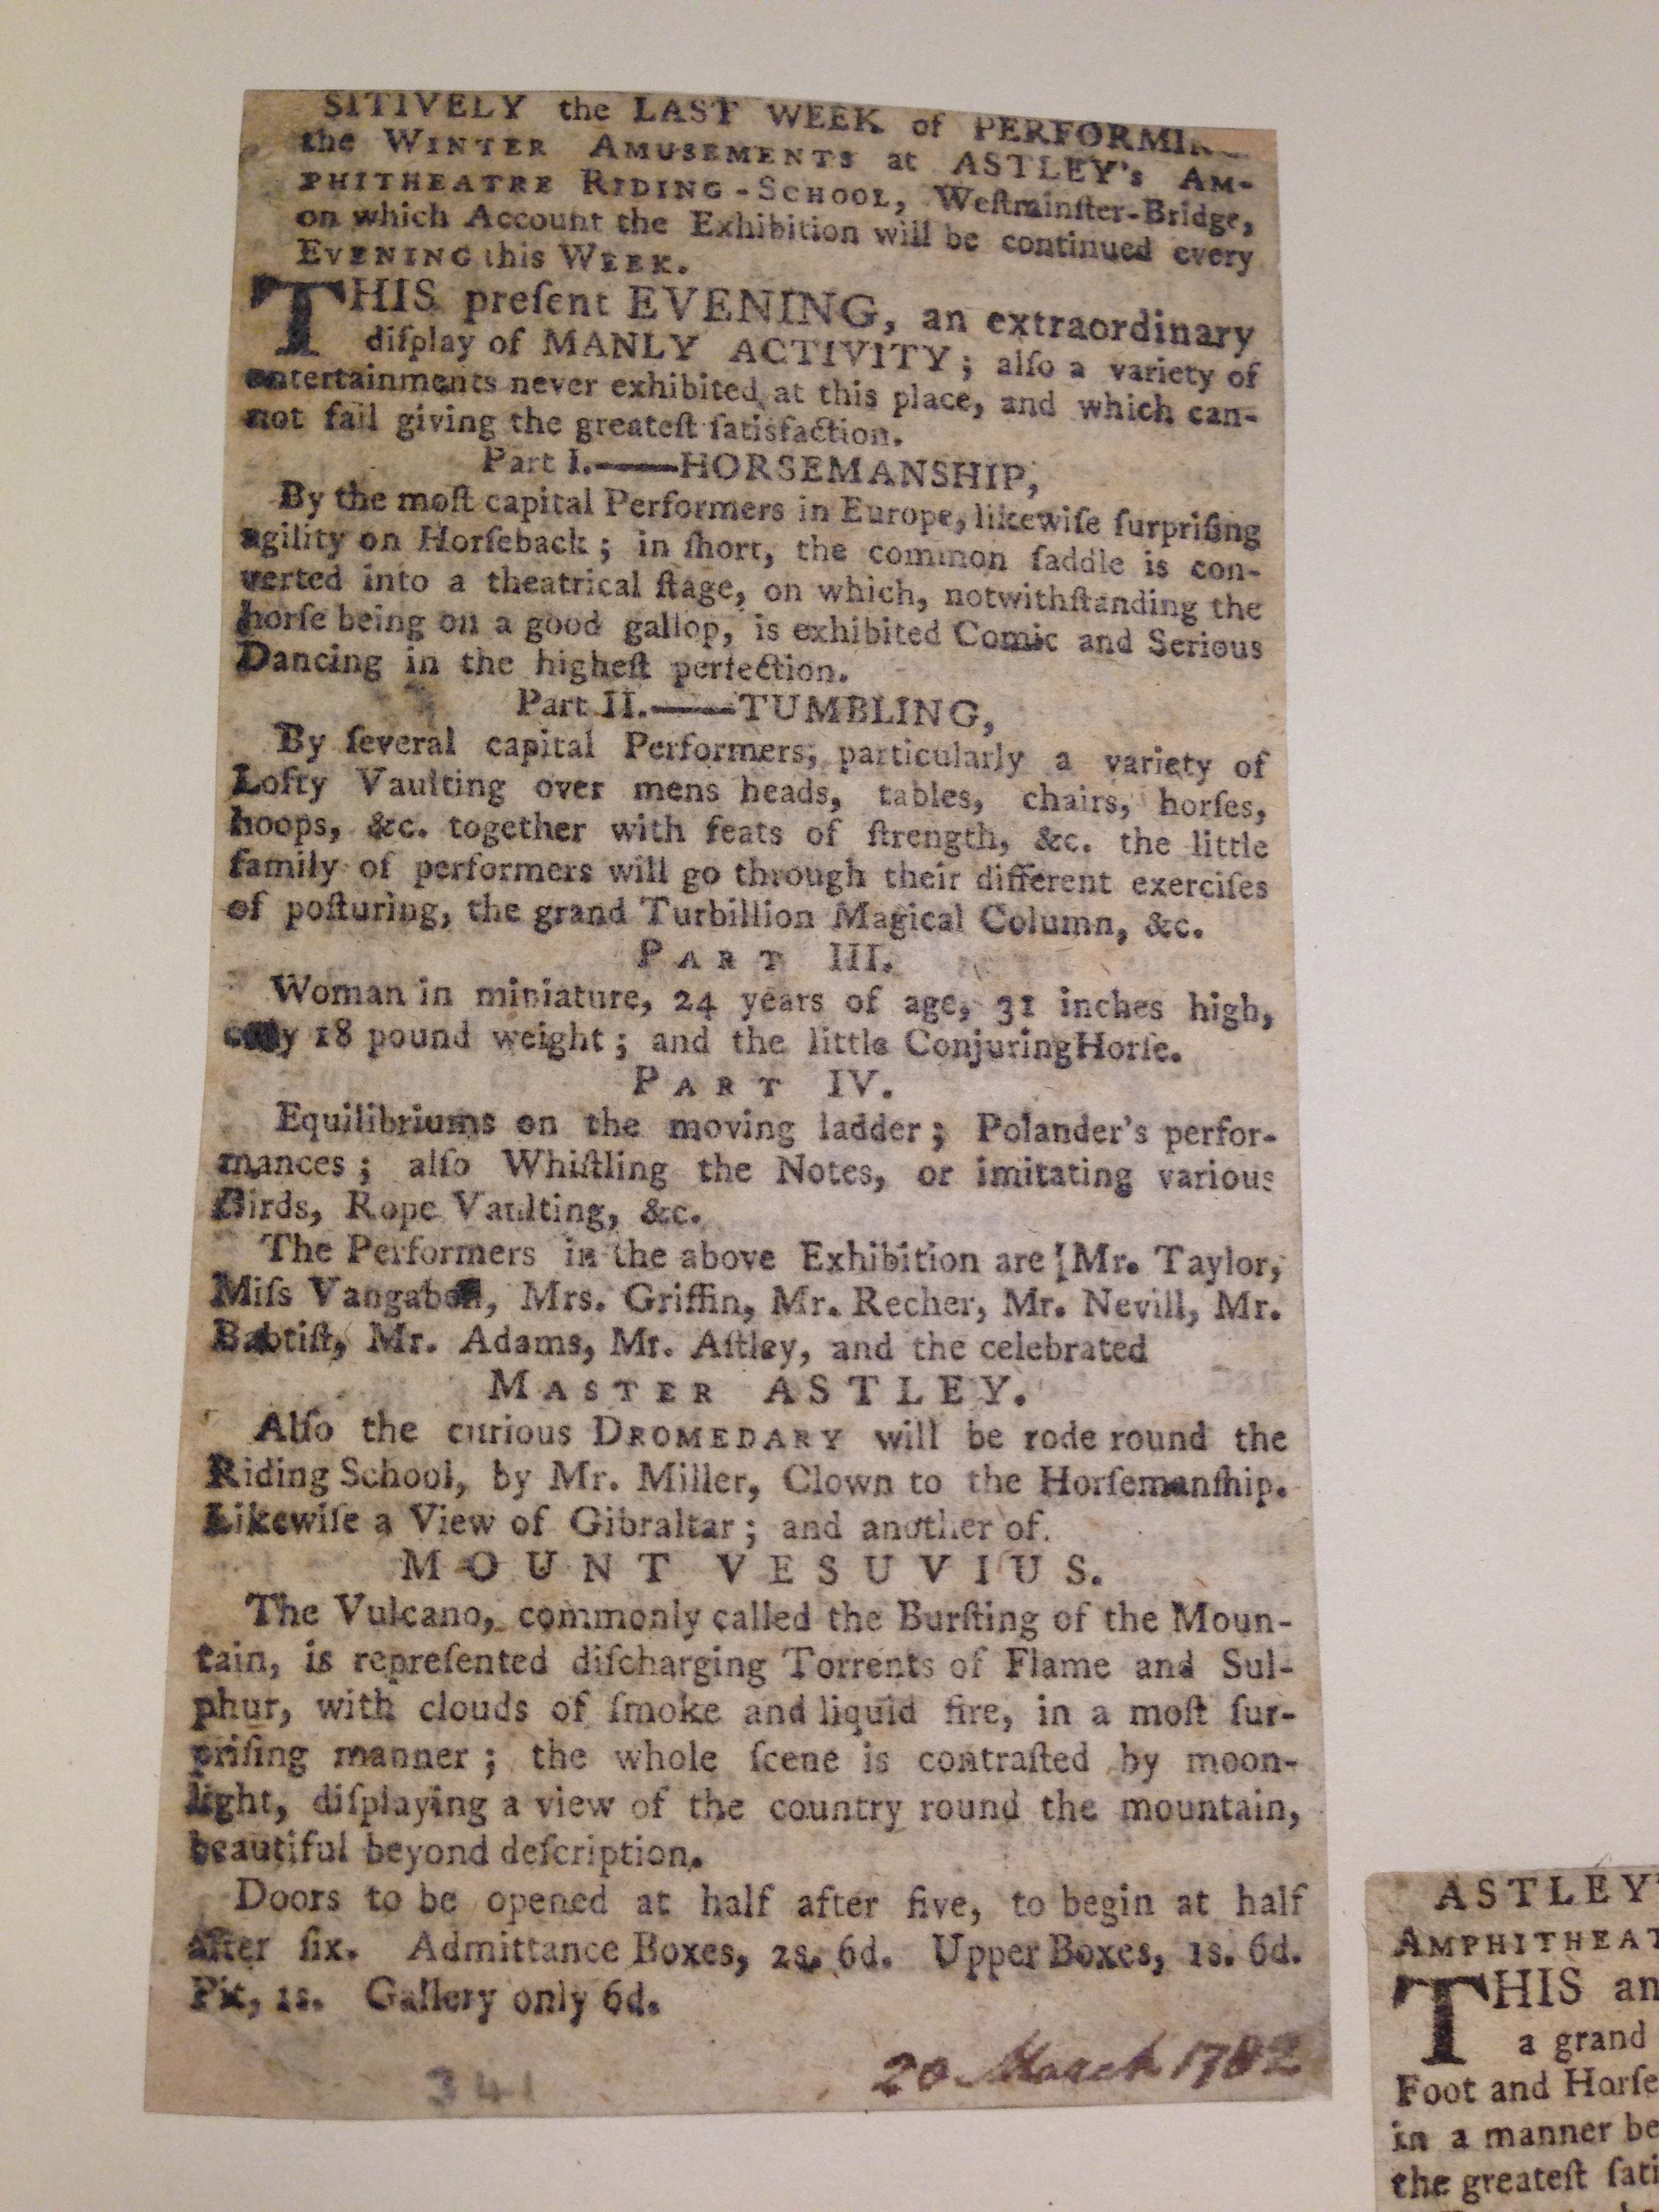 SITIVELY the LAST WEEK of PERFORMIN
the WINTER AMUSEMENTS at ASTLEY's AM-
PHITHEATRE RIDING-SCHOOL, Weſtminſter-Bridge,
on which Account the Exhibition will be continued every
EVENING this WEEK.
THIS preſent EVENING, an extraordinary
diſplay of MANLY ACTIVITY; alſo a variety of
entertainments never exhibited at this place, and which can-
not fail giving the greateſt ſatisfaction.
Part I.——HORSEMANSHIP,
By the moſt capital Performers in Europe, likewiſe ſurpriſing
agility on Horſeback; in ſhort, the common ſaddle is con-
verted into a theatrical ſtage, on which, notwithſtanding the
horſe being on a good gallop, is exhibited Comic and Serious
Dancing in the higheſt perfection.
Part II.——TUMBLING,
By ſeveral capital Performers, particularly a variety of
Lofty Vaulting over mens heads, tables, chairs, horſes,
hoops, &c. together with feats of ſtrength, &c. the little
family of performers will go through their different exerciſes
of poſturing, the grand Turbillion Magical Column, &c.
PART III.
Woman in miniature, 24 years of age, 31 inches high,
only 18 pound weight; and the little Conjuring Horſe.
PART IV.
Equilibriums on the moving ladder; Polander's perfor-
mances; alſo Whiſtling the Notes, or imitating various
Birds, Rope Vaulting, &c.
The Performers in the above Exhibition are [Mr. Taylor,
Miſs Vangabell, Mrs. Griffin, Mr. Recher, Mr. Nevill, Mr.
Babtiſt, Mr. Adams, Mr. Aſtley, and the celebrated
MASTER ASTLEY.
Alſo the curious DROMEDARY will be rode round the
Riding School, by Mr. Miller, Clown to the Horſemanſhip.
Likewiſe a View of Gibraltar; and another of
MOUNT VESUVIUS.
The Vulcano, commonly called the Burſting of the Moun-
tain, is repreſented diſcharging Torrents of Flame and Sul-
phur, with clouds of ſmoke and liquid fire, in a moſt ſur-
priſing manner; the whole ſcene is contraſted by moon-
light, diſplaying a view of the country round the mountain,
beautiful beyond deſcription.
Doors to be opened at half after five, to begin at half
after ſix. Admittance Boxes, 2s. 6d. Upper Boxes, 1s. 6d.
Pit, 1s. Gallery only 6d.
341
20 March 1782
ASTLEY'
AMPHITHEAT
THIS an
a grand
Foot and Horſe
in a manner be
the greateſt ſati